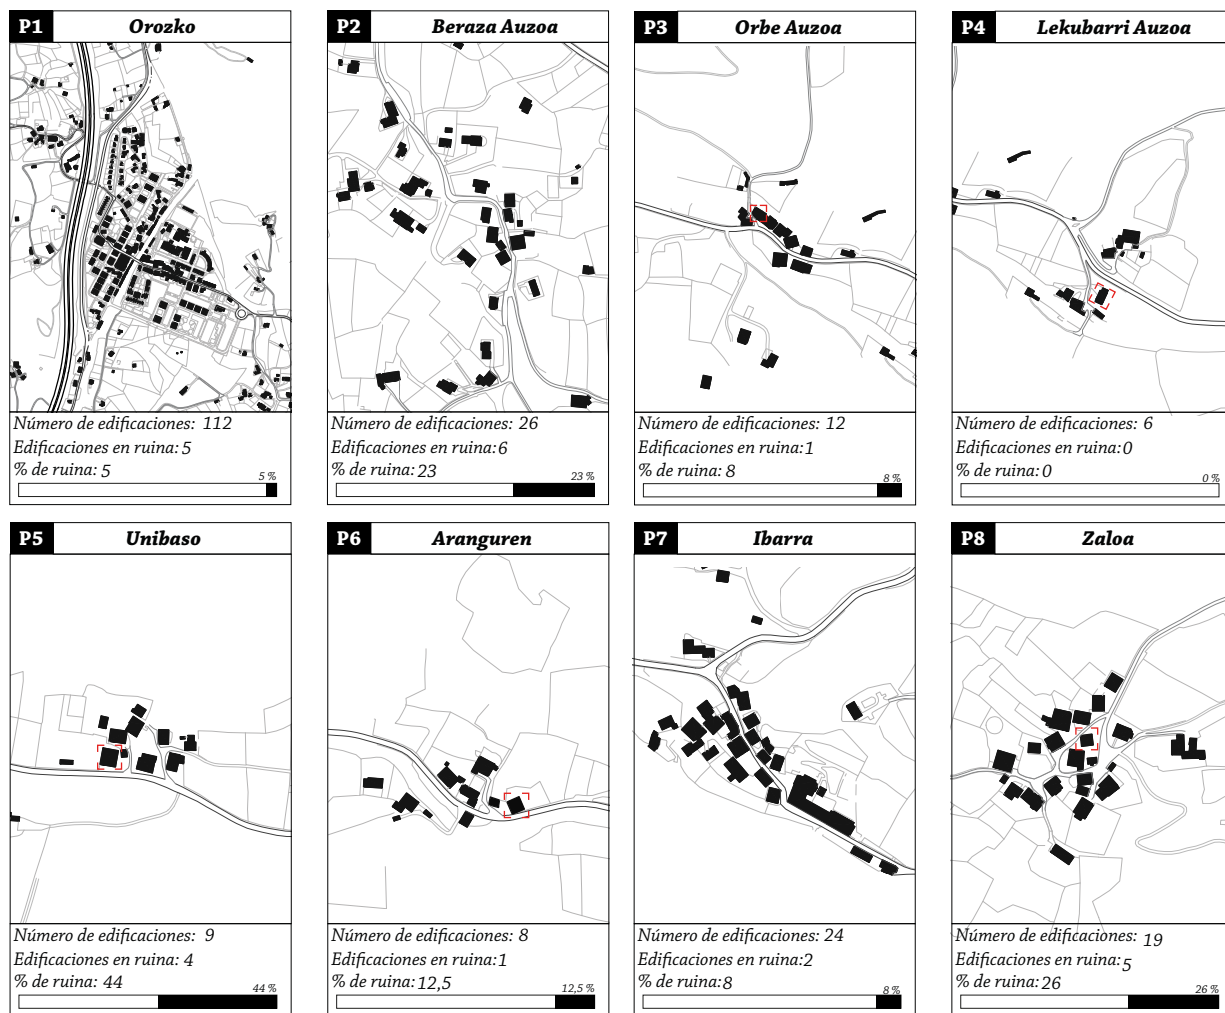 P1 Orozko
Número de edificaciones: 112
Edificaciones en ruina: 5
% de ruina: 5
5 %
P2 Beraza Auzoa
Número de edificaciones: 26
Edificaciones en ruina: 6
% de ruina: 23
23 %
P3 Orbe Auzoa
Número de edificaciones: 12
Edificaciones en ruina: 1
% de ruina: 8
8 %
P4 Lekubarri Auzoa
Número de edificaciones: 6
Edificaciones en ruina: 0
% de ruina: 0
0 %
P5 Unibaso
Número de edificaciones: 9
Edificaciones en ruina: 4
% de ruina: 44
44 %
P6 Aranguren
Número de edificaciones: 8
Edificaciones en ruina: 1
% de ruina: 12,5
12,5 %
P7 Ibarra
Número de edificaciones: 24
Edificaciones en ruina: 2
% de ruina: 8
8 %
P8 Zaloa
Número de edificaciones: 19
Edificaciones en ruina: 5
% de ruina: 26
26 %